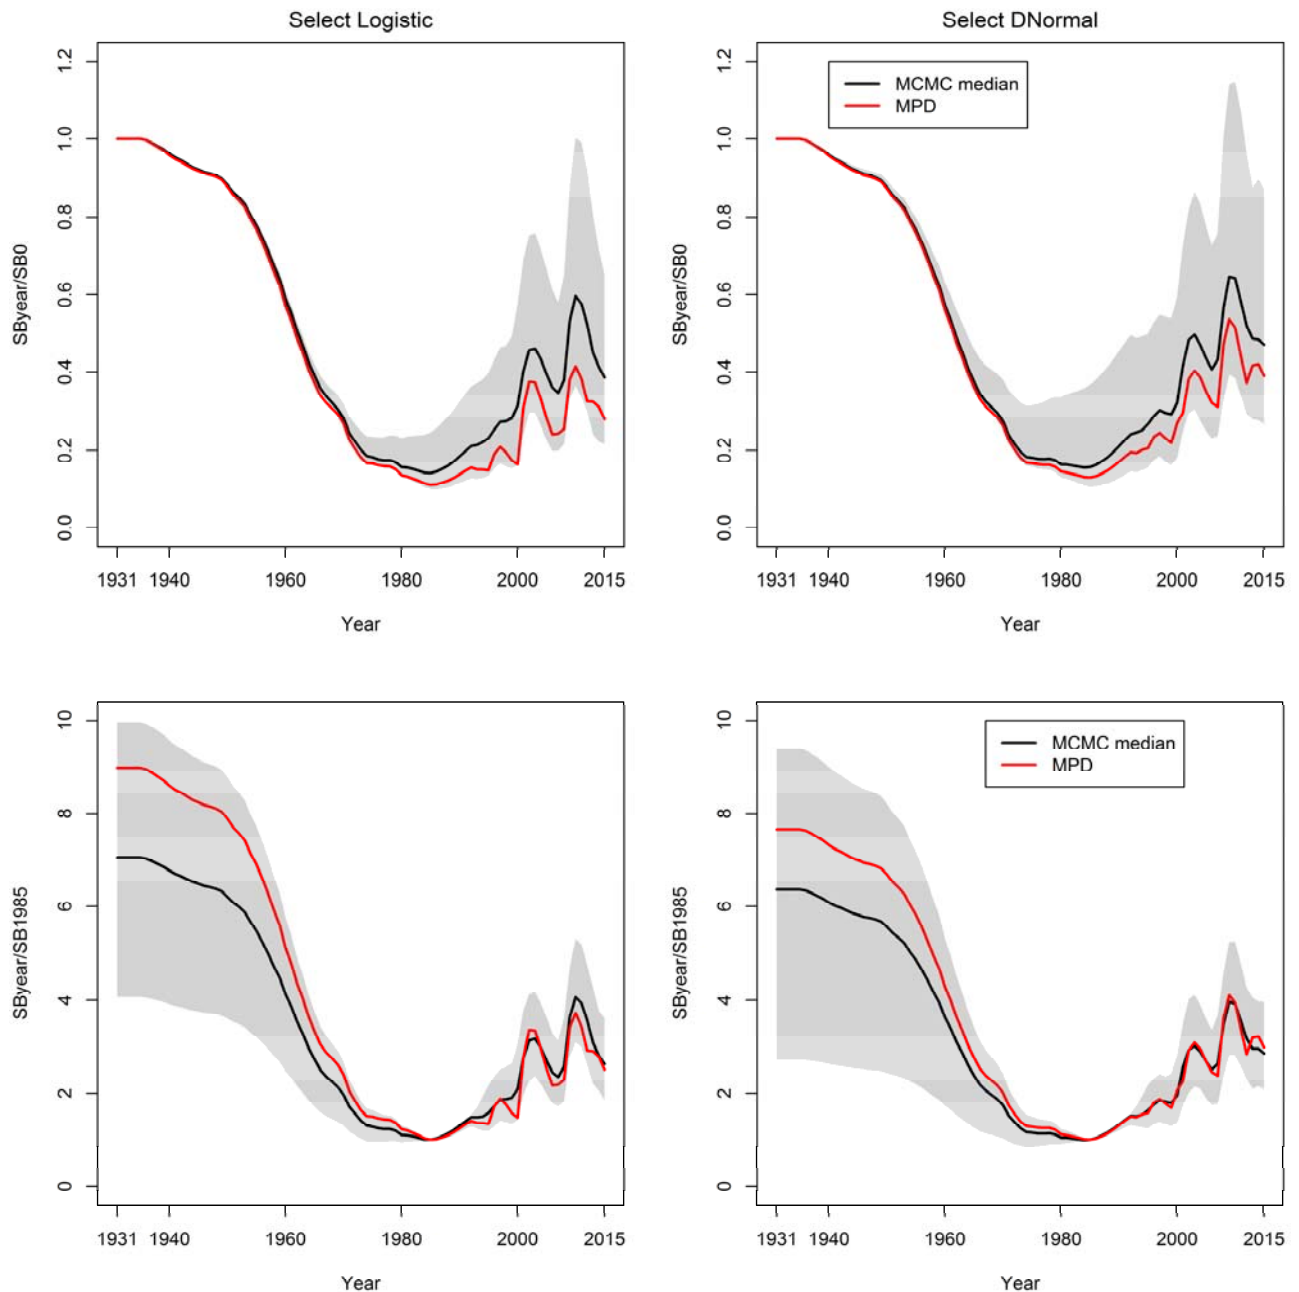 Select Logistic
SByear/SB0
1.2
1.0
0.8
0.6
0.4
0.2
0.0
1931 1940 1960 1980 2000 2015
Year
Select DNormal
MCMC median
MPD
SByear/SB0
1.2
1.0
0.8
0.6
0.4
0.2
0.0
1931 1940 1960 1980 2000 2015
Year
SByear/SB1985
10
8
6
4
2
0
1931 1940 1960 1980 2000 2015
Year
MCMC median
MPD
SByear/SB1985
10
8
6
4
2
0
1931 1940 1960 1980 2000 2015
Year